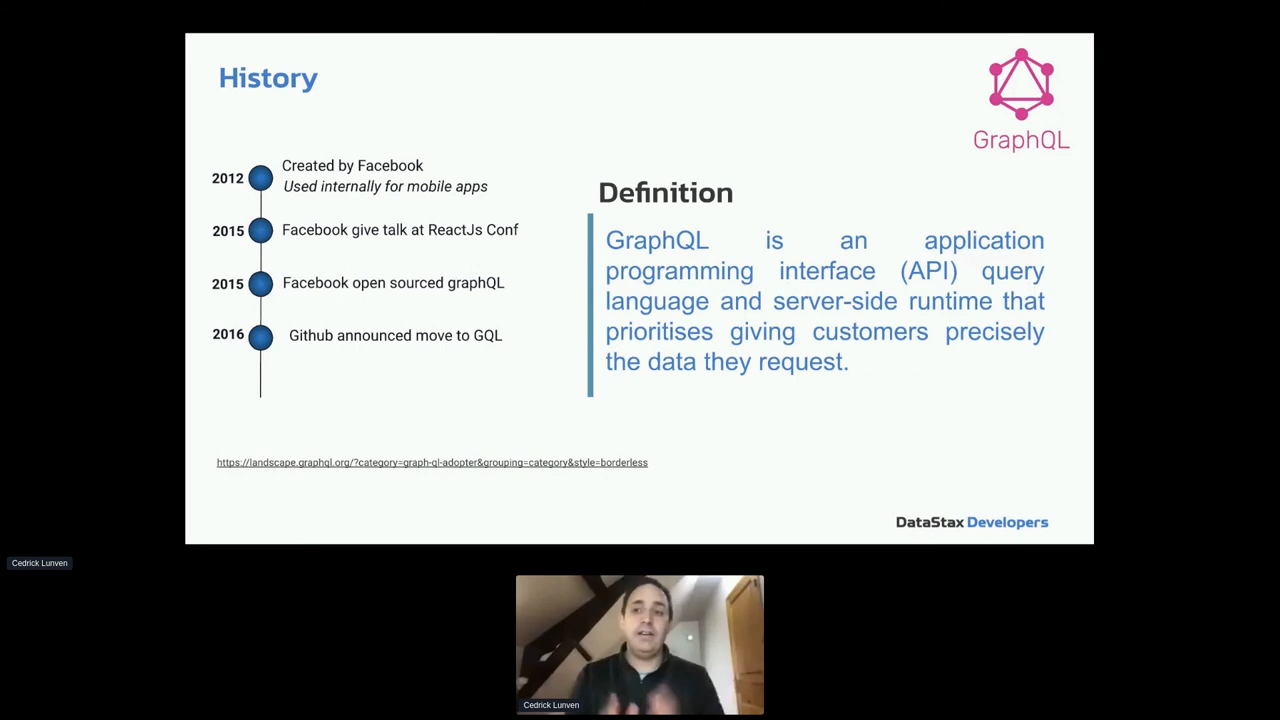 History
GraphQL
2012
Created by Facebook
Used internally for mobile apps
2015
Facebook give talk at ReactJs Conf
2015
Facebook open sourced graphQL
2016
Github announced move to GQL
Definition
GraphQL is an application
programming interface (API) query
language and server-side runtime that
prioritises giving customers precisely
the data they request.
https://landscape.graphql.org/?category=graph-ql-adopter&grouping=category&style=borderless
DataStax Developers
Cedrick Lunven
Cedrick Lunven